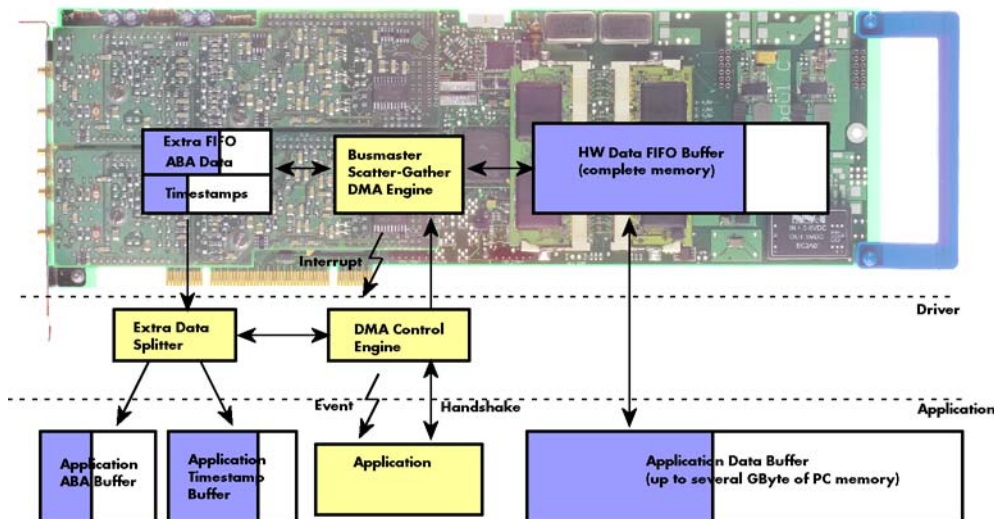 Extra FIFO
ABA Data
Timestamps
Busmaster
Scatter-Gather
DMA Engine
HW Data FIFO Buffer
(complete memory)
Interrupt
Driver
Extra Data
Splitter
DMA Control
Engine
Event
Handshake
Application
Application
ABA Buffer
Application
Timestamp
Buffer
Application
Application Data Buffer
(up to several GByte of PC memory)